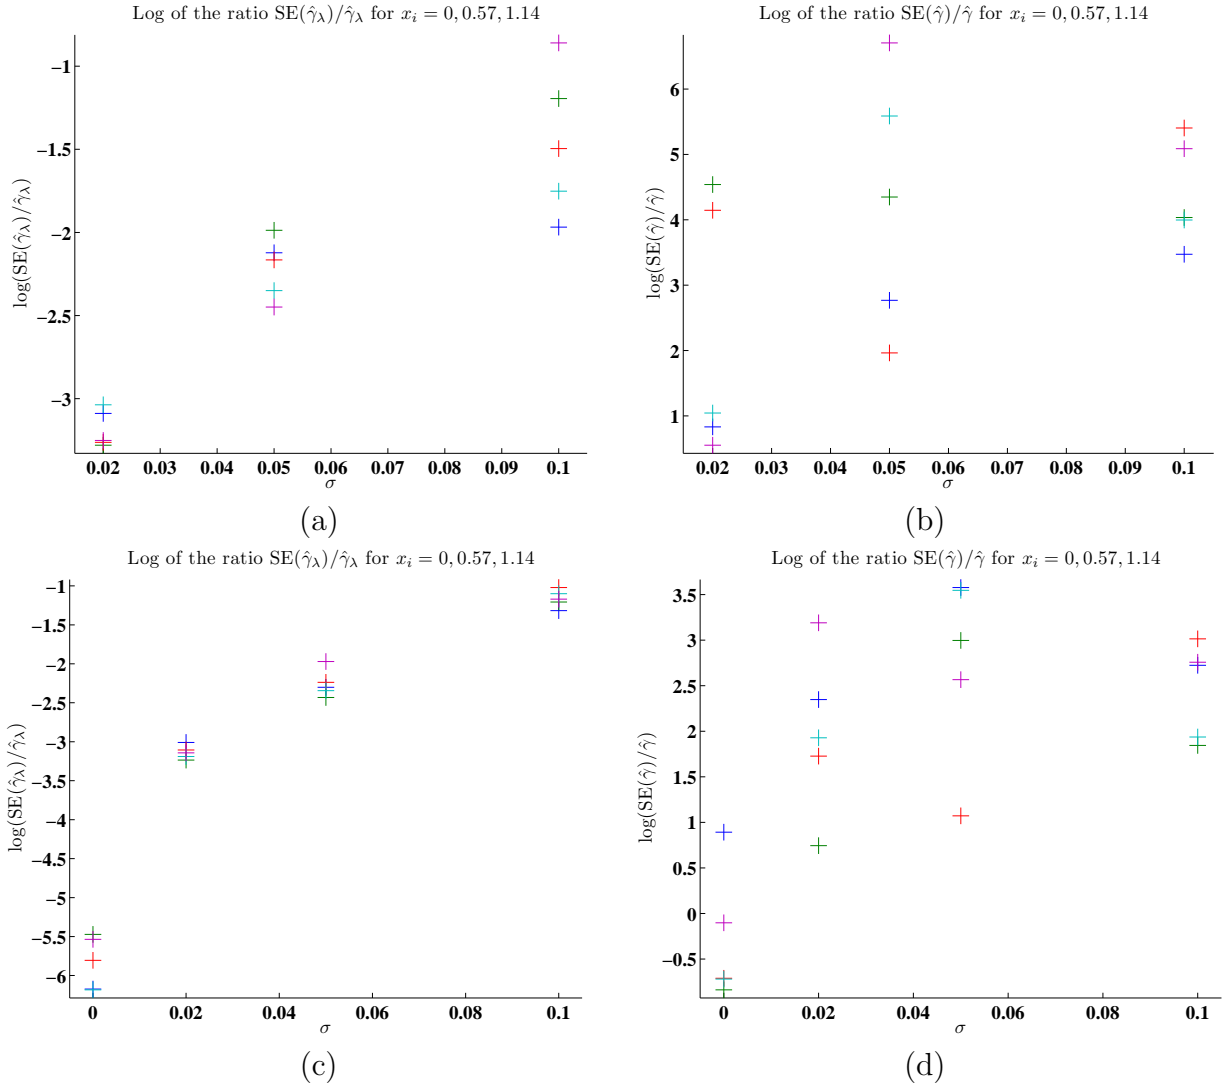 Log of the ratio SE(γ̂_λ)/γ̂_λ for x_i = 0, 0.57, 1.14
log(SE(γ̂_λ)/γ̂_λ)
−1
−1.5
−2
−2.5
−3
0.02 0.03 0.04 0.05 0.06 0.07 0.08 0.09 0.1
σ
(a)
Log of the ratio SE(γ̂)/γ̂ for x_i = 0, 0.57, 1.14
log(SE(γ̂)/γ̂)
6
5
4
3
2
1
0.02 0.03 0.04 0.05 0.06 0.07 0.08 0.09 0.1
σ
(b)
Log of the ratio SE(γ̂_λ)/γ̂_λ for x_i = 0, 0.57, 1.14
log(SE(γ̂_λ)/γ̂_λ)
−1
−1.5
−2
−2.5
−3
−3.5
−4
−4.5
−5
−5.5
−6
0 0.02 0.04 0.06 0.08 0.1
σ
(c)
Log of the ratio SE(γ̂)/γ̂ for x_i = 0, 0.57, 1.14
log(SE(γ̂)/γ̂)
3.5
3
2.5
2
1.5
1
0.5
0
−0.5
0 0.02 0.04 0.06 0.08 0.1
σ
(d)